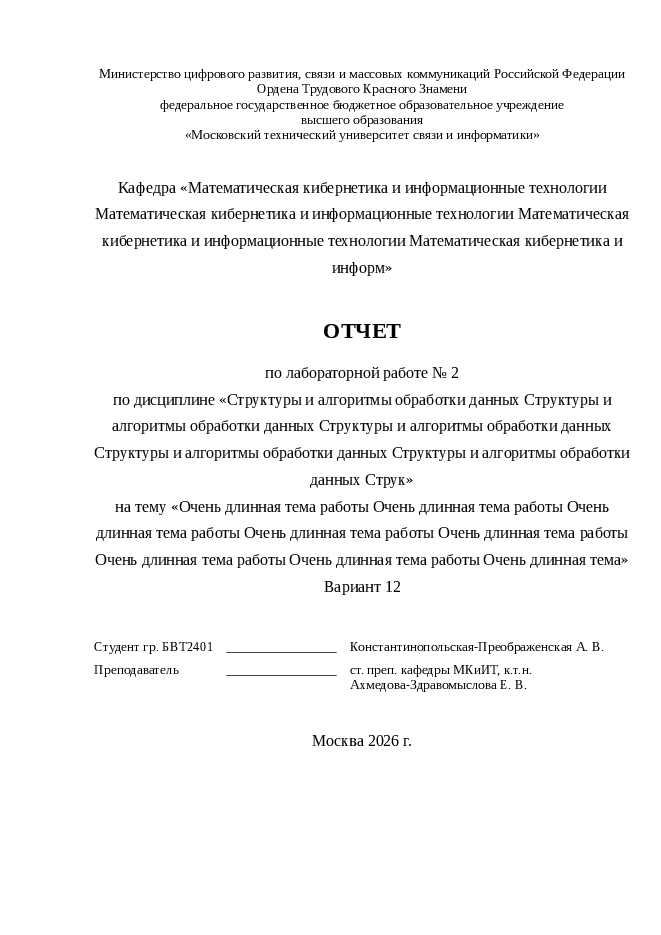 Министерство цифрового развития, связи и массовых коммуникаций Российской Федерации
Ордена Трудового Красного Знамени
федеральное государственное бюджетное образовательное учреждение
высшего образования
«Московский технический университет связи и информатики»
Кафедра «Математическая кибернетика и информационные технологии
Математическая кибернетика и информационные технологии Математическая
кибернетика и информационные технологии Математическая кибернетика и
информ»
ОТЧЕТ
по лабораторной работе № 2
по дисциплине «Структуры и алгоритмы обработки данных Структуры и
алгоритмы обработки данных Структуры и алгоритмы обработки данных
Структуры и алгоритмы обработки данных Структуры и алгоритмы обработки
данных Струк»
на тему «Очень длинная тема работы Очень длинная тема работы Очень
длинная тема работы Очень длинная тема работы Очень длинная тема работы
Очень длинная тема работы Очень длинная тема работы Очень длинная тема»
Вариант 12
Студент гр. БВТ2401 _________________ Константинопольская-Преображенская А. В.
Преподаватель _________________ ст. преп. кафедры МКиИТ, к.т.н.
Ахмедова-Здравомыслова Е. В.
Москва 2026 г.